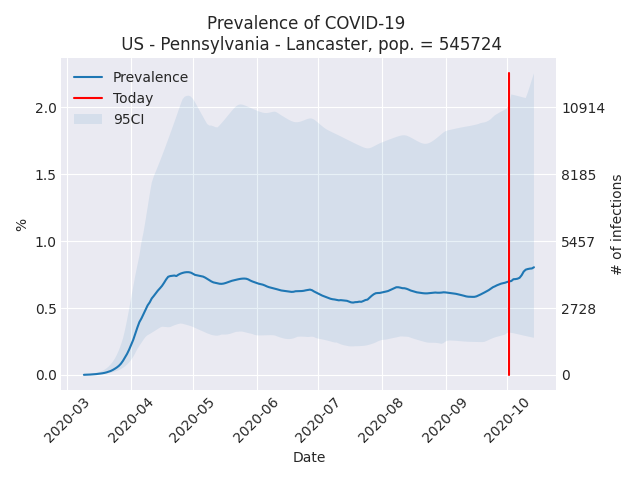 Prevalence of COVID-19
US - Pennsylvania - Lancaster, pop. = 545724
Prevalence
Today
95CI
2.0
1.5
1.0
0.5
0.0
%
10914
8185
5457
2728
0
# of infections
2020-03
2020-04
2020-05
2020-06
2020-07
2020-08
2020-09
2020-10
Date